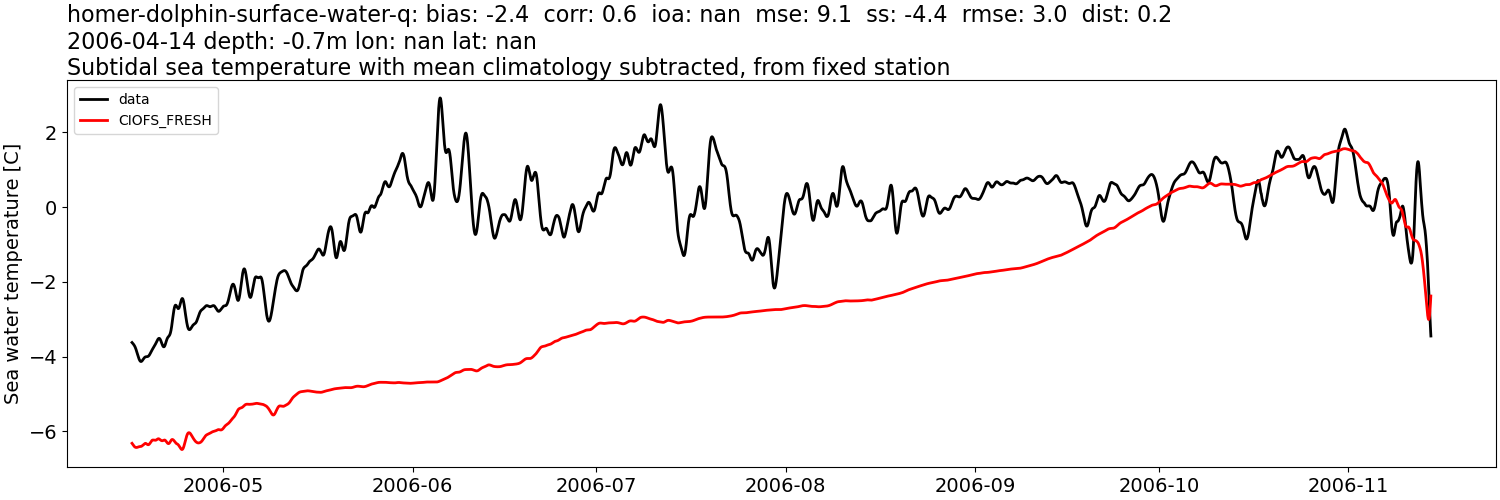 homer-dolphin-surface-water-q: bias: -2.4  corr: 0.6  ioa: nan  mse: 9.1  ss: -4.4  rmse: 3.0  dist: 0.2
2006-04-14 depth: -0.7m lon: nan lat: nan
Subtidal sea temperature with mean climatology subtracted, from fixed station
data
CIOFS_FRESH
Sea water temperature [C]
2
0
−2
−4
−6
2006-05 2006-06 2006-07 2006-08 2006-09 2006-10 2006-11